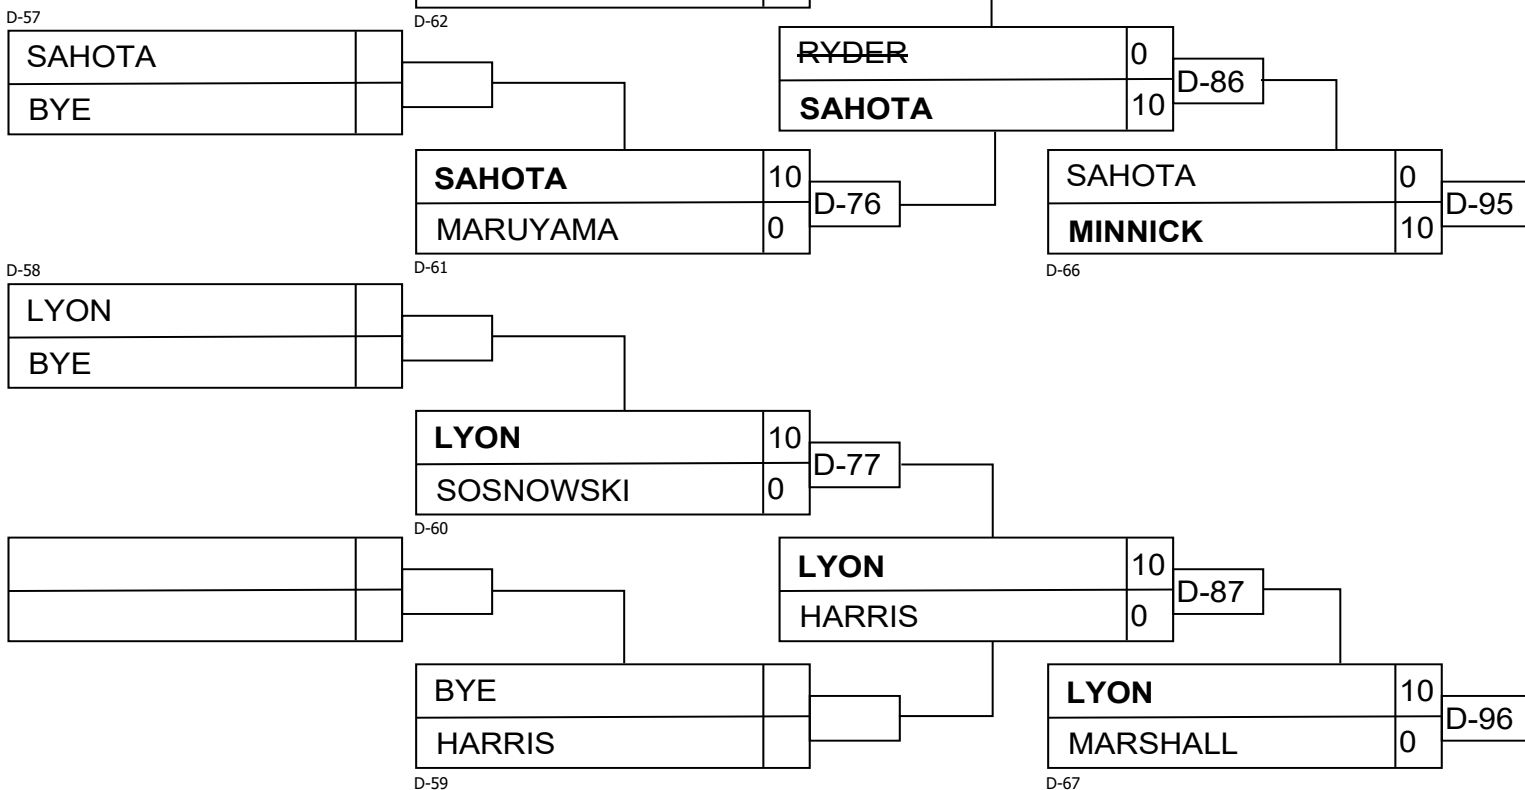 D-57
D-62
SAHOTA
BYE
RYDER 0
SAHOTA 10
D-86
SAHOTA 10
MARUYAMA 0
D-76
SAHOTA 0
MINNICK 10
D-95
D-58
D-61
D-66
LYON
BYE
LYON 10
SOSNOWSKI 0
D-77
D-60
LYON 10
HARRIS 0
D-87
BYE
HARRIS
LYON 10
MARSHALL 0
D-96
D-59
D-67